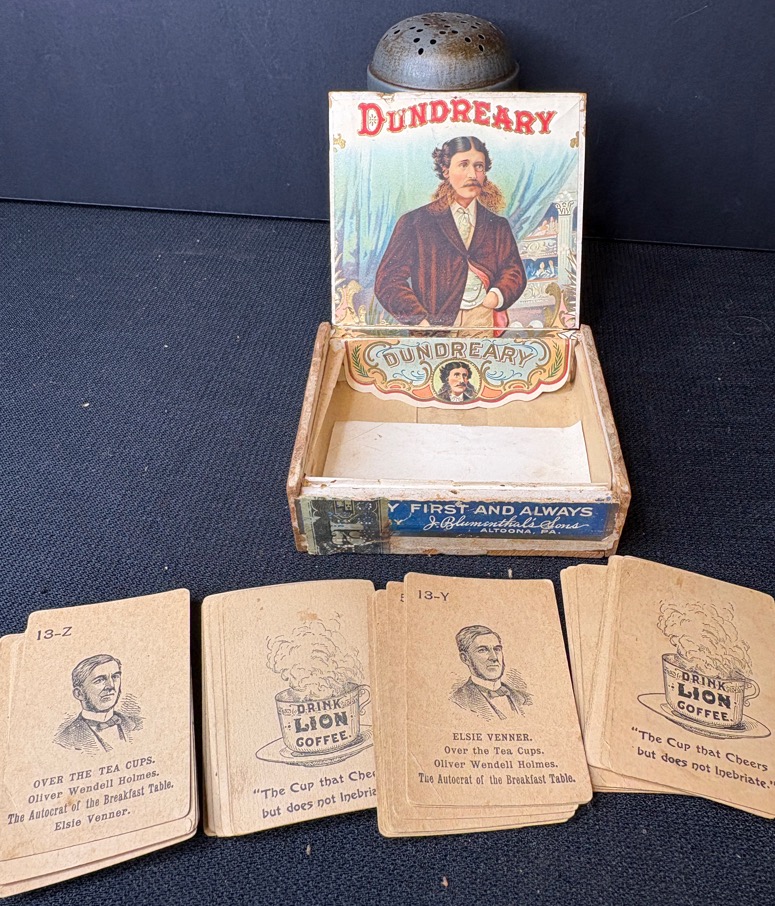 DUNDREARY
DUNDREARY
Y FIRST AND ALWAYS
Y J. Blumenthal's Sons
ALTOONA, PA.
13-Z
OVER THE TEA CUPS.
Oliver Wendell Holmes.
The Autocrat of the Breakfast Table.
Elsie Venner.
DRINK
LION
COFFEE.
"The Cup that Chee
but does not Inebria
13-Y
ELSIE VENNER.
Over the Tea Cups.
Oliver Wendell Holmes.
The Autocrat of the Breakfast Table.
DRINK
LION
COFFEE.
"The Cup that Cheers
but does not Inebriate."